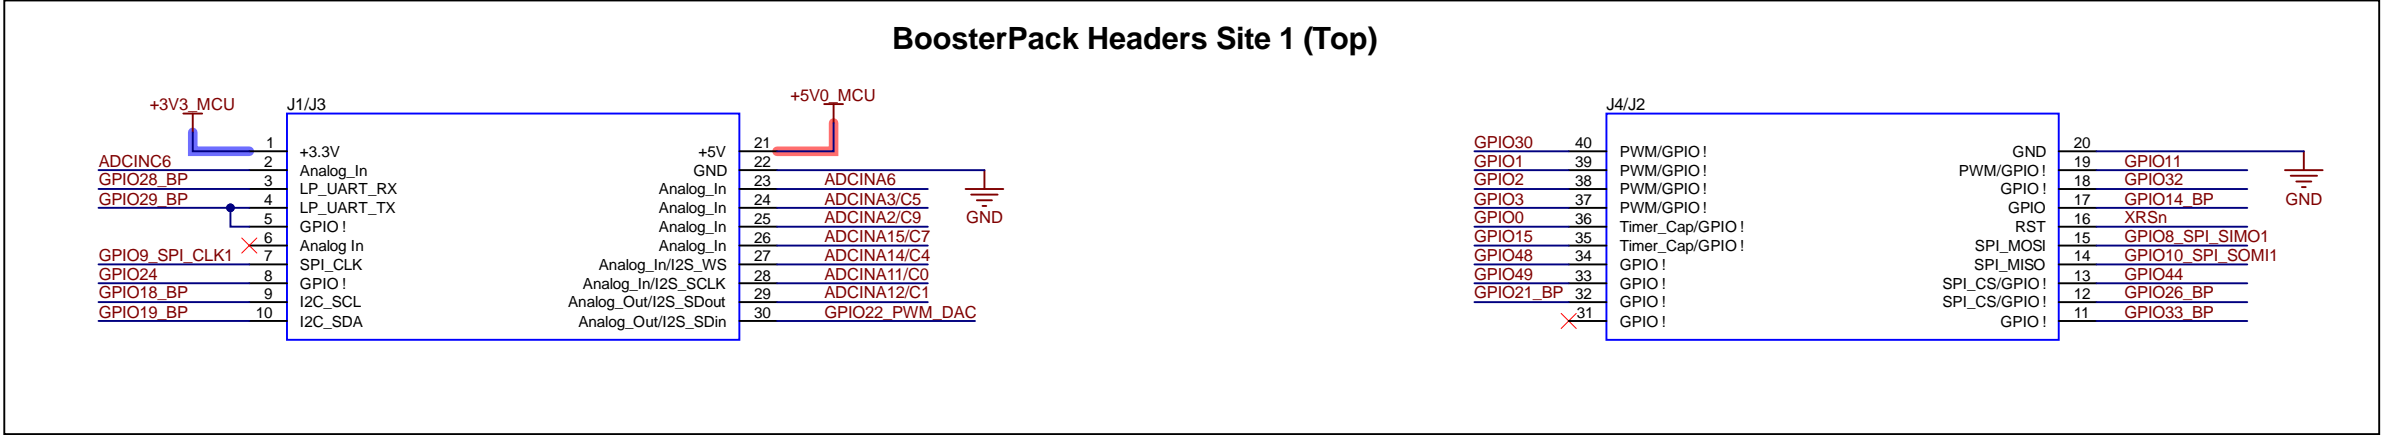 BoosterPack Headers Site 1 (Top)
+3V3_MCU
J1/J3
+5V0_MCU
1 +3.3V
ADCINC6 2 Analog_In
GPIO28_BP 3 LP_UART_RX
GPIO29_BP 4 LP_UART_TX
5 GPIO !
6 Analog In
GPIO9_SPI_CLK1 7 SPI_CLK
GPIO24 8 GPIO !
GPIO18_BP 9 I2C_SCL
GPIO19_BP 10 I2C_SDA
+5V 21
GND 22
Analog_In 23 ADCINA6
Analog_In 24 ADCINA3/C5
Analog_In 25 ADCINA2/C9
Analog_In 26 ADCINA15/C7
Analog_In/I2S_WS 27 ADCINA14/C4
Analog_In/I2S_SCLK 28 ADCINA11/C0
Analog_Out/I2S_SDout 29 ADCINA12/C1
Analog_Out/I2S_SDin 30 GPIO22_PWM_DAC
GND
J4/J2
GPIO30 40 PWM/GPIO !
GPIO1 39 PWM/GPIO !
GPIO2 38 PWM/GPIO !
GPIO3 37 PWM/GPIO !
GPIO0 36 Timer_Cap/GPIO !
GPIO15 35 Timer_Cap/GPIO !
GPIO48 34 GPIO !
GPIO49 33 GPIO !
GPIO21_BP 32 GPIO !
31 GPIO !
GND 20
PWM/GPIO ! 19 GPIO11
GPIO ! 18 GPIO32
GPIO 17 GPIO14_BP
RST 16 XRSn
SPI_MOSI 15 GPIO8_SPI_SIMO1
SPI_MISO 14 GPIO10_SPI_SOMI1
SPI_CS/GPIO ! 13 GPIO44
SPI_CS/GPIO ! 12 GPIO26_BP
GPIO ! 11 GPIO33_BP
GND